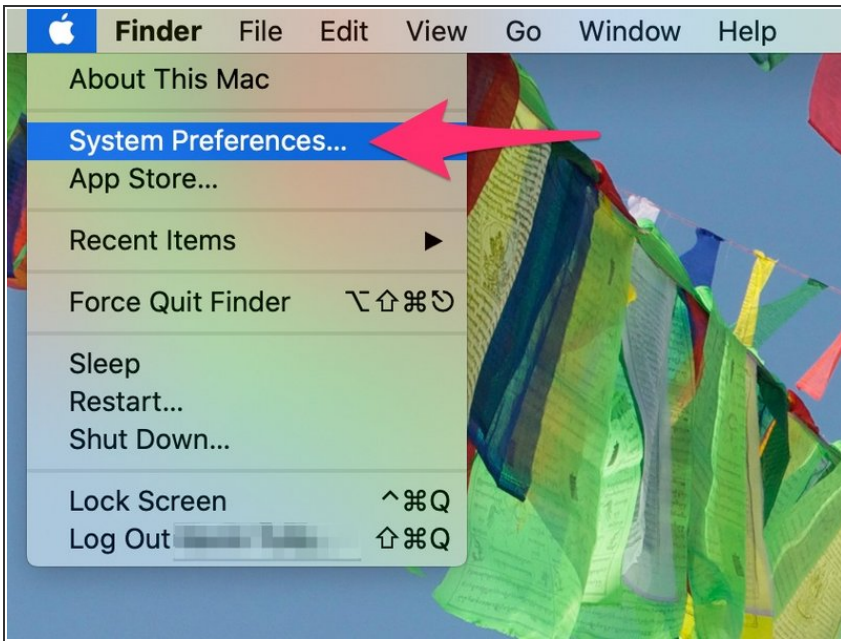 Finder File Edit View Go Window Help
About This Mac
System Preferences...
App Store...
Recent Items ▶
Force Quit Finder ⌥⇧⌘⎋
Sleep
Restart...
Shut Down...
Lock Screen ^⌘Q
Log Out ⇧⌘Q